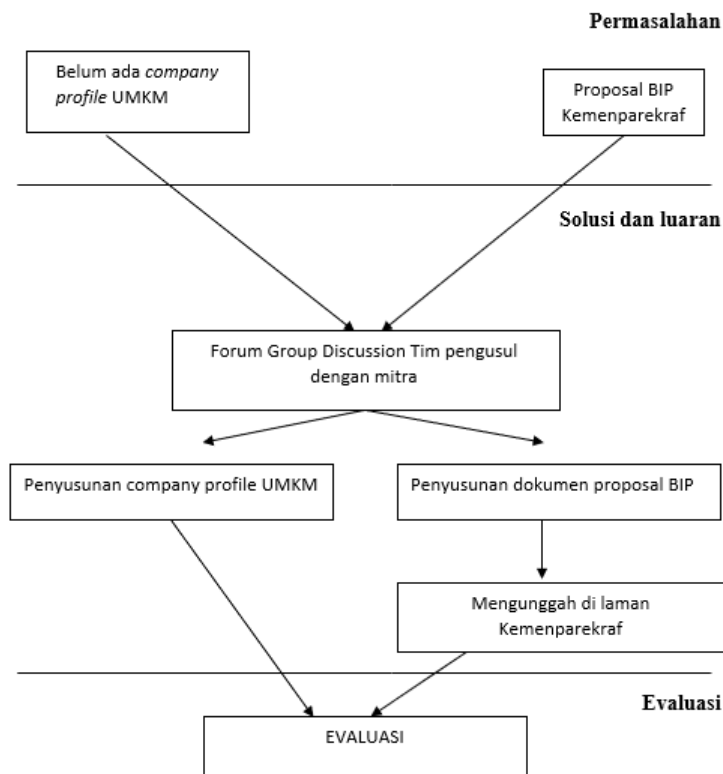 Permasalahan
Belum ada company
profile UMKM
Proposal BIP
Kemenparekraf
Solusi dan luaran
Forum Group Discussion Tim pengusul
dengan mitra
Penyusunan company profile UMKM
Penyusunan dokumen proposal BIP
Mengunggah di laman
Kemenparekraf
Evaluasi
EVALUASI